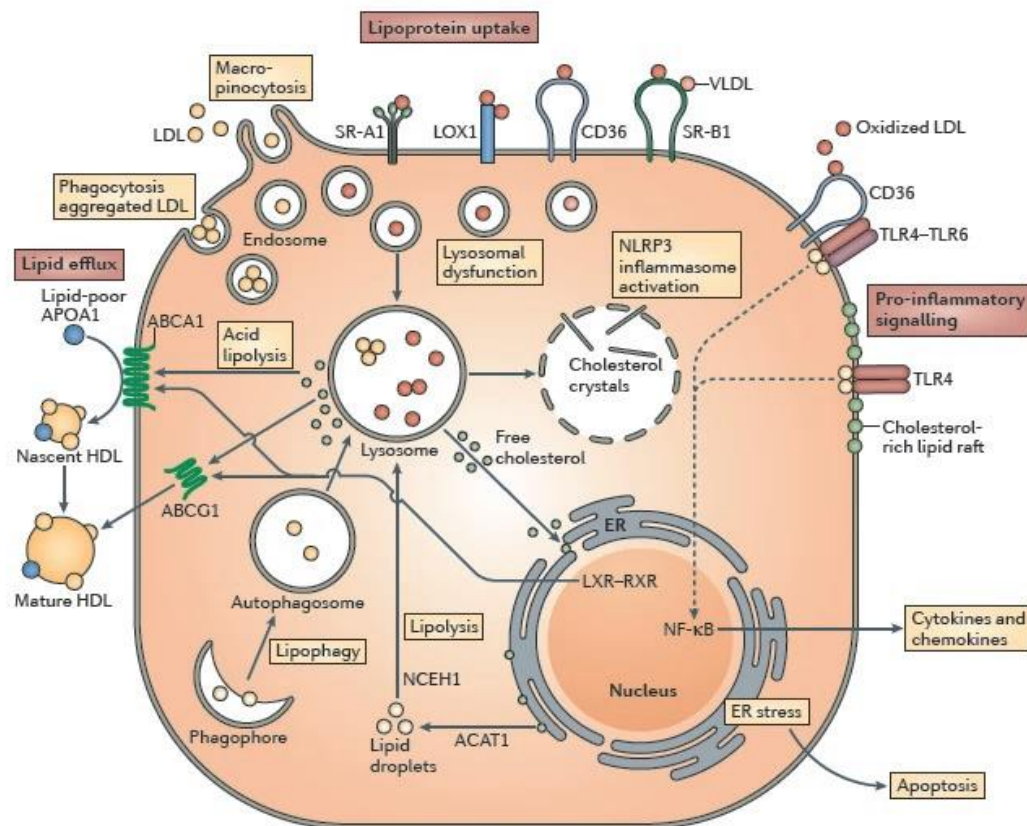 Lipoprotein uptake
Macro-
pinocytosis
LDL
SR-A1
LOX1
CD36
SR-B1
VLDL
Oxidized LDL
CD36
TLR4–TLR6
Phagocytosis
aggregated LDL
Endosome
Lysosomal
dysfunction
NLRP3
inflammasome
activation
Lipid efflux
Lipid-poor
APOA1
ABCA1
Acid
lipolysis
Cholesterol
crystals
Pro-inflammatory
signalling
TLR4
Cholesterol-
rich lipid raft
Nascent HDL
Lysosome
Free
cholesterol
ABCG1
Mature HDL
Autophagosome
ER
LXR–RXR
Lipophagy
Lipolysis
NF-κB
Cytokines and
chemokines
NCEH1
Nucleus
Phagophore
Lipid
droplets
ACAT1
ER stress
Apoptosis